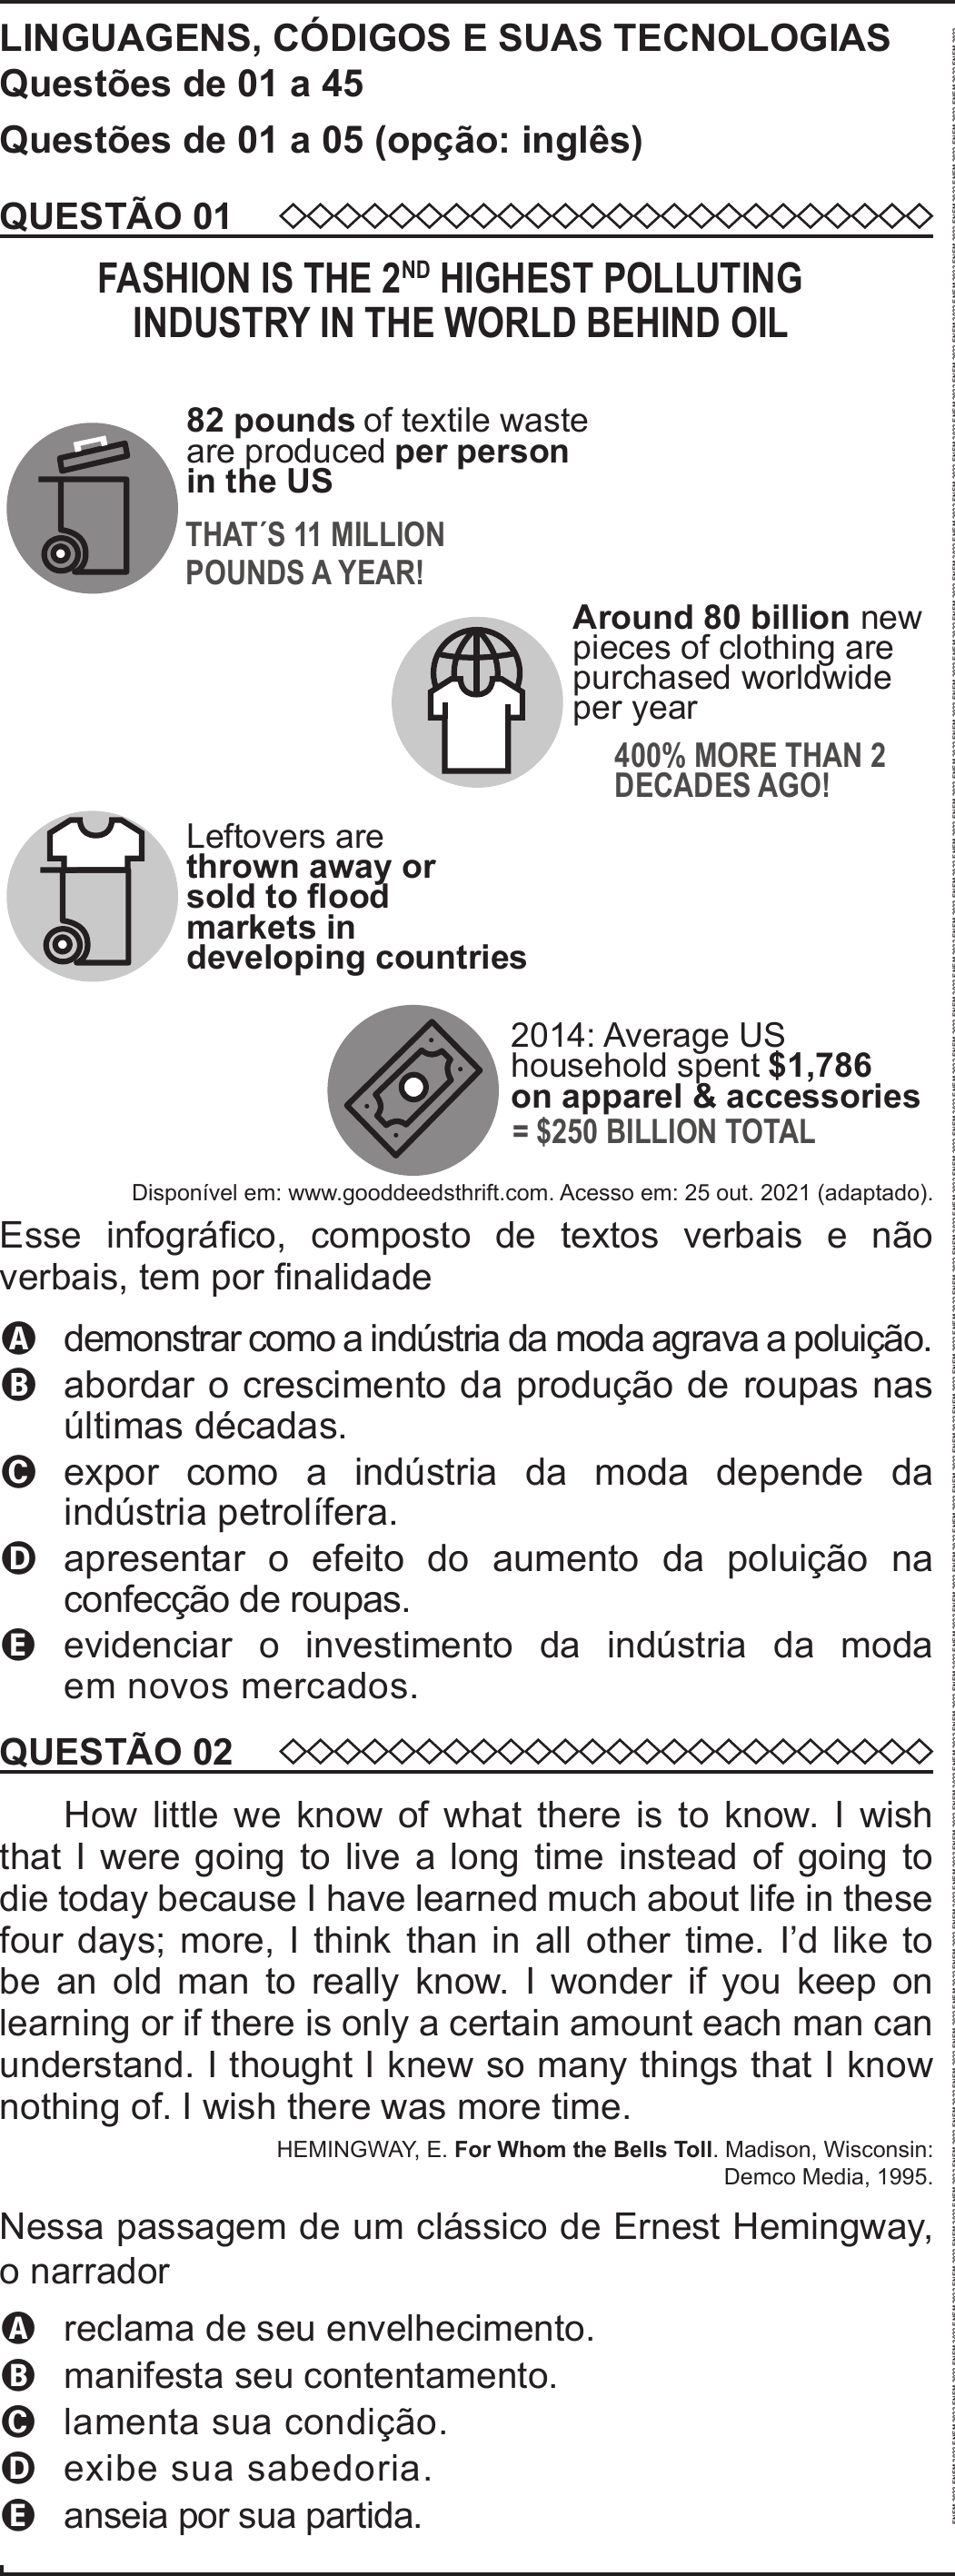 LINGUAGENS, CÓDIGOS E SUAS TECNOLOGIAS
Questões de 01 a 45
Questões de 01 a 05 (opção: inglês)
QUESTÃO 01
FASHION IS THE 2ND HIGHEST POLLUTING
INDUSTRY IN THE WORLD BEHIND OIL
82 pounds of textile waste
are produced per person
in the US
THAT´S 11 MILLION
POUNDS A YEAR!
Around 80 billion new
pieces of clothing are
purchased worldwide
per year
400% MORE THAN 2
DECADES AGO!
Leftovers are
thrown away or
sold to flood
markets in
developing countries
2014: Average US
household spent $1,786
on apparel & accessories
= $250 BILLION TOTAL
Disponível em: www.gooddeedsthrift.com. Acesso em: 25 out. 2021 (adaptado).
Esse infográfico, composto de textos verbais e não
verbais, tem por finalidade
A demonstrar como a indústria da moda agrava a poluição.
B abordar o crescimento da produção de roupas nas
últimas décadas.
C expor como a indústria da moda depende da
indústria petrolífera.
D apresentar o efeito do aumento da poluição na
confecção de roupas.
E evidenciar o investimento da indústria da moda
em novos mercados.
QUESTÃO 02
How little we know of what there is to know. I wish
that I were going to live a long time instead of going to
die today because I have learned much about life in these
four days; more, I think than in all other time. I’d like to
be an old man to really know. I wonder if you keep on
learning or if there is only a certain amount each man can
understand. I thought I knew so many things that I know
nothing of. I wish there was more time.
HEMINGWAY, E. For Whom the Bells Toll. Madison, Wisconsin:
Demco Media, 1995.
Nessa passagem de um clássico de Ernest Hemingway,
o narrador
A reclama de seu envelhecimento.
B manifesta seu contentamento.
C lamenta sua condição.
D exibe sua sabedoria.
E anseia por sua partida.